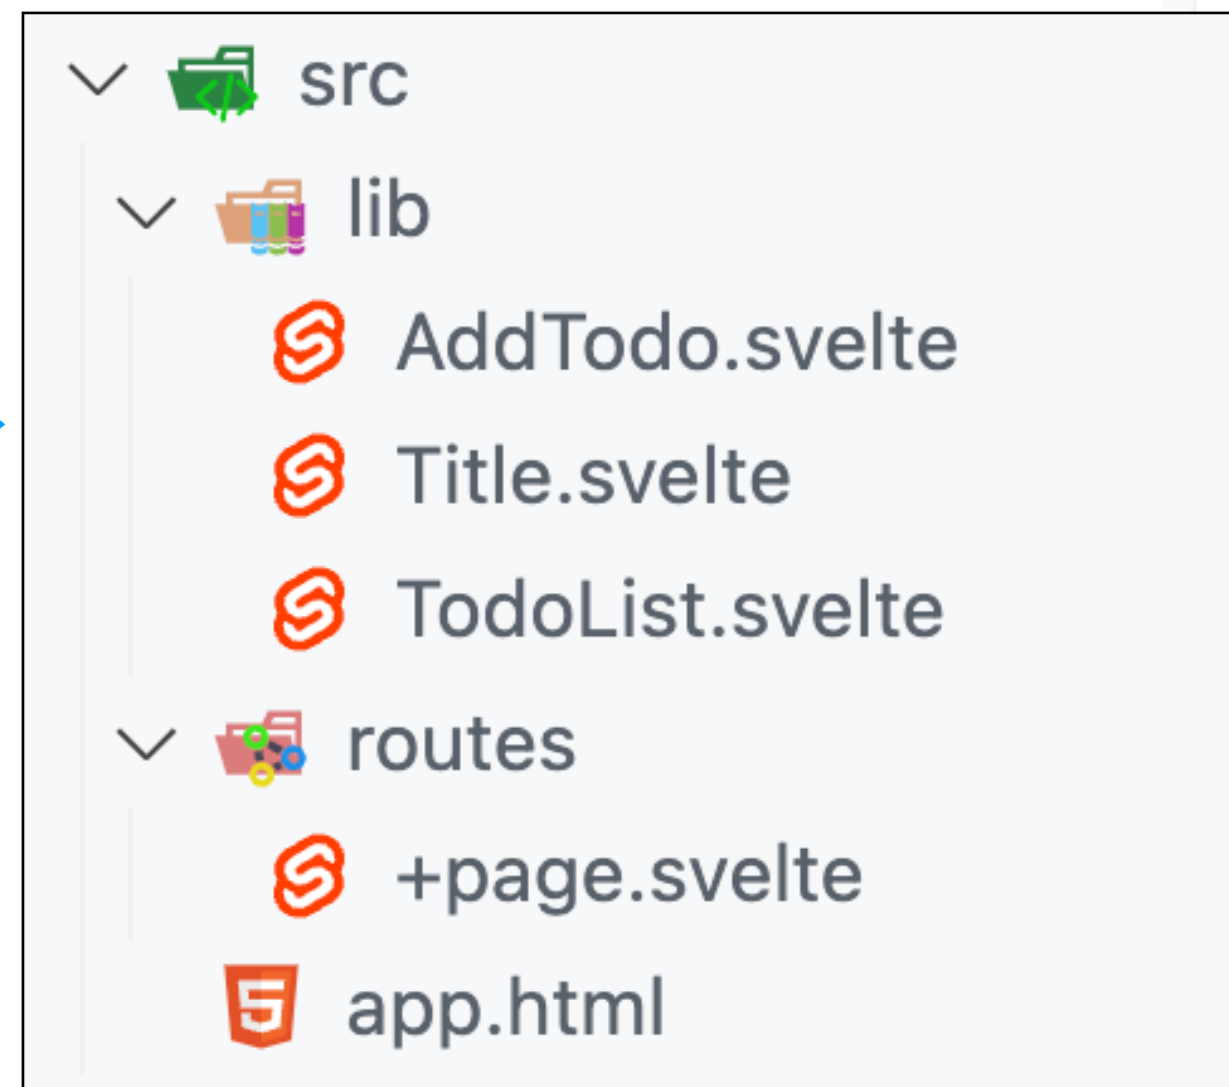 src
lib
AddTodo.svelte
Title.svelte
TodoList.svelte
routes
+page.svelte
app.html